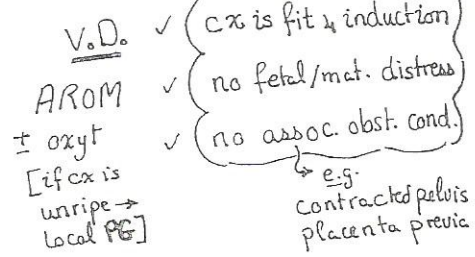 V.D. ✓ cx is fit 4 induction
AROM ✓ no fetal/mat. distress
± oxyt ✓ no assoc. obst. cond.
[if cx is
unripe →
local PG]
e.g.
contracted pelvis
placenta previa